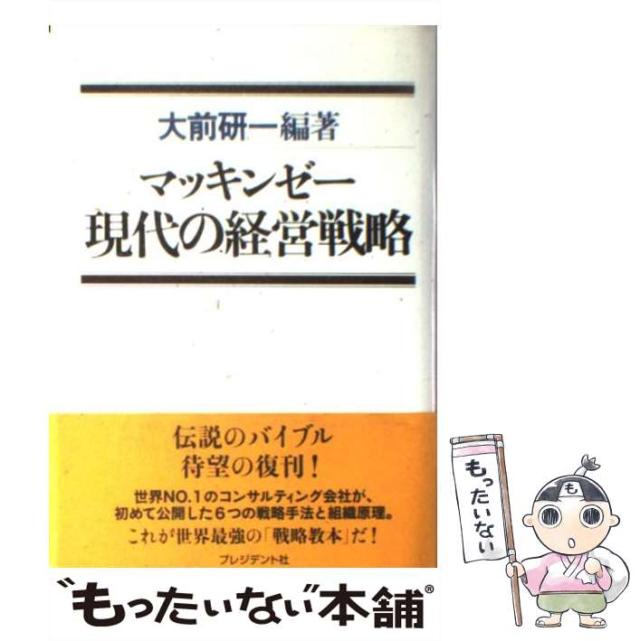 大前研一編著
マッキンゼー
現代の経営戦略
伝説のバイブル
待望の復刊！
世界NO.1のコンサルティング会社が、
初めて公開した6つの戦略手法と組織原理。
これが世界最強の「戦略教本」だ！
プレジデント社
"もったいない"本舗®
もったいない
も